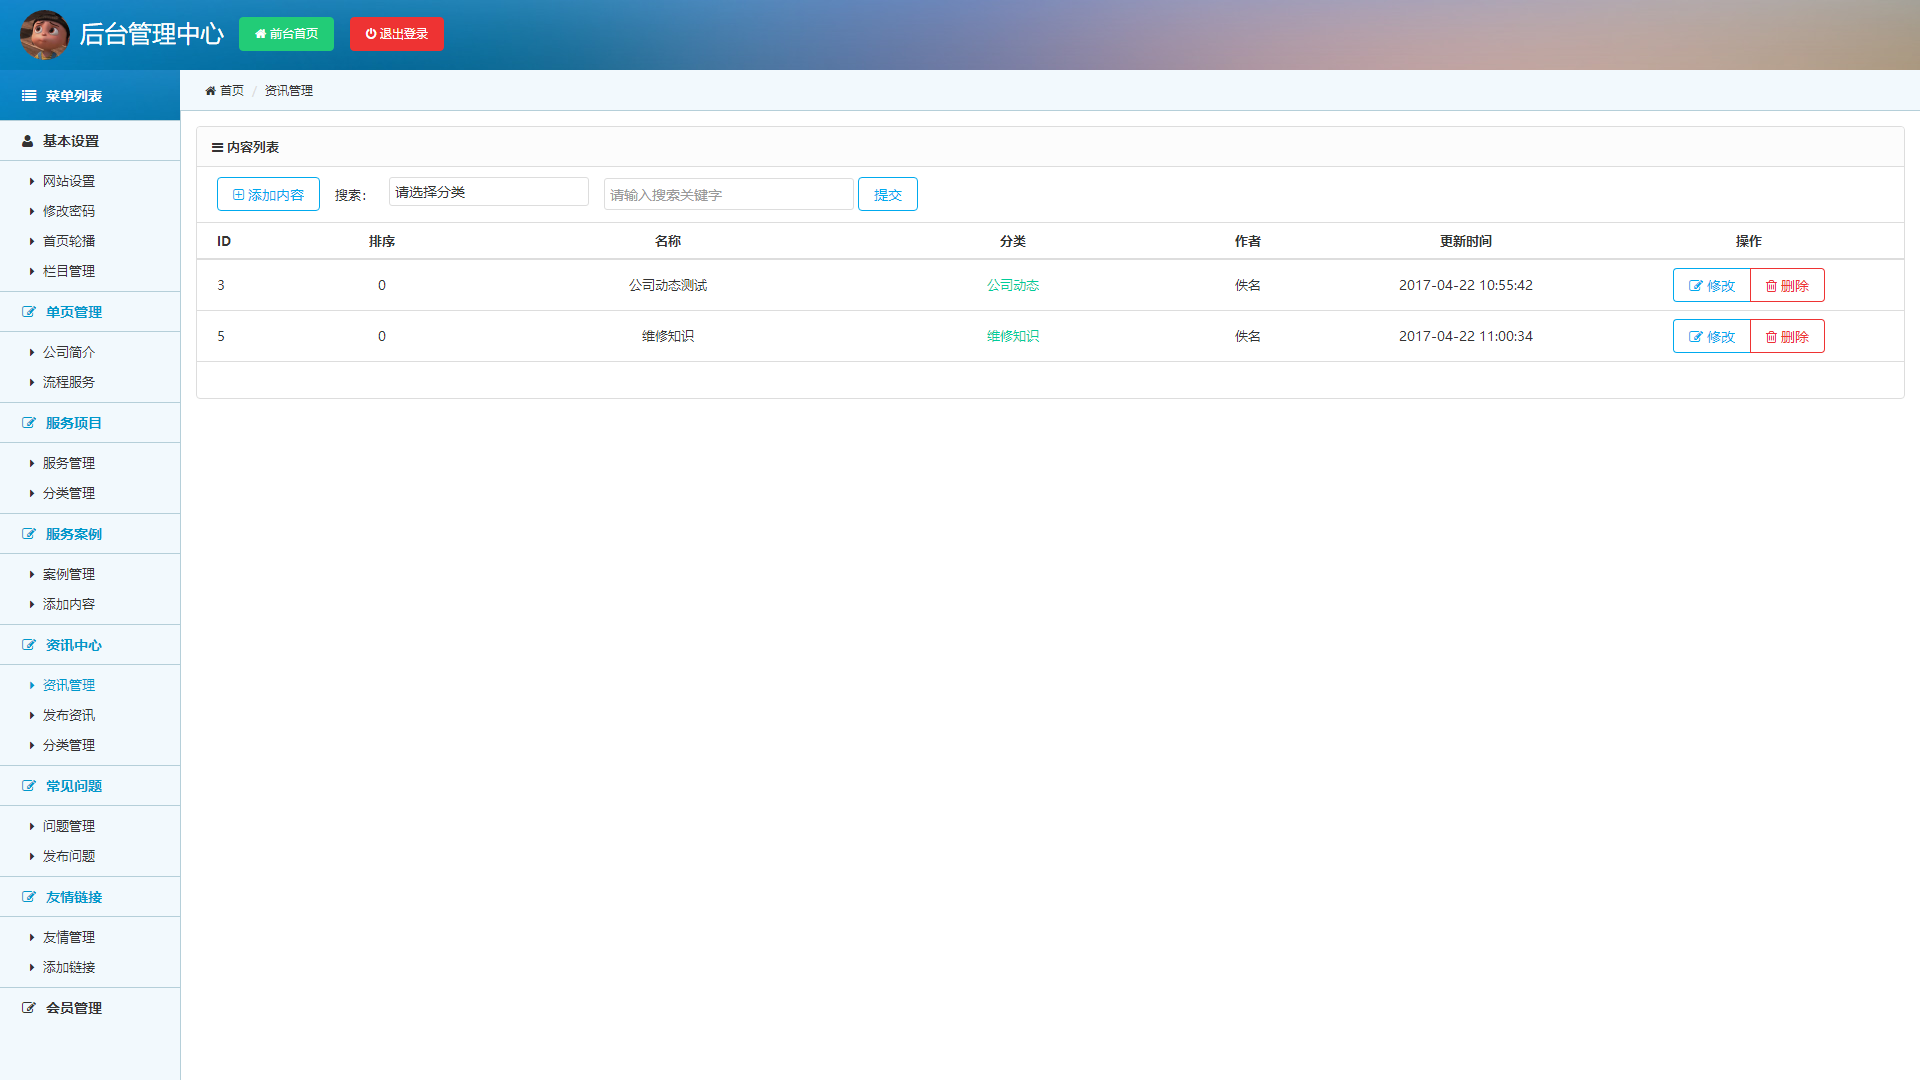 后台管理中心 前台首页 退出登录
菜单列表
基本设置
网站设置
修改密码
首页轮播
栏目管理
单页管理
公司简介
流程服务
服务项目
服务管理
分类管理
服务案例
案例管理
添加内容
资讯中心
资讯管理
发布资讯
分类管理
常见问题
问题管理
发布问题
友情链接
友情管理
添加链接
会员管理
首页 / 资讯管理
内容列表
添加内容 搜索： 请选择分类 请输入搜索关键字 提交
ID 排序 名称 分类 作者 更新时间 操作
3 0 公司动态测试 公司动态 佚名 2017-04-22 10:55:42 修改 删除
5 0 维修知识 维修知识 佚名 2017-04-22 11:00:34 修改 删除